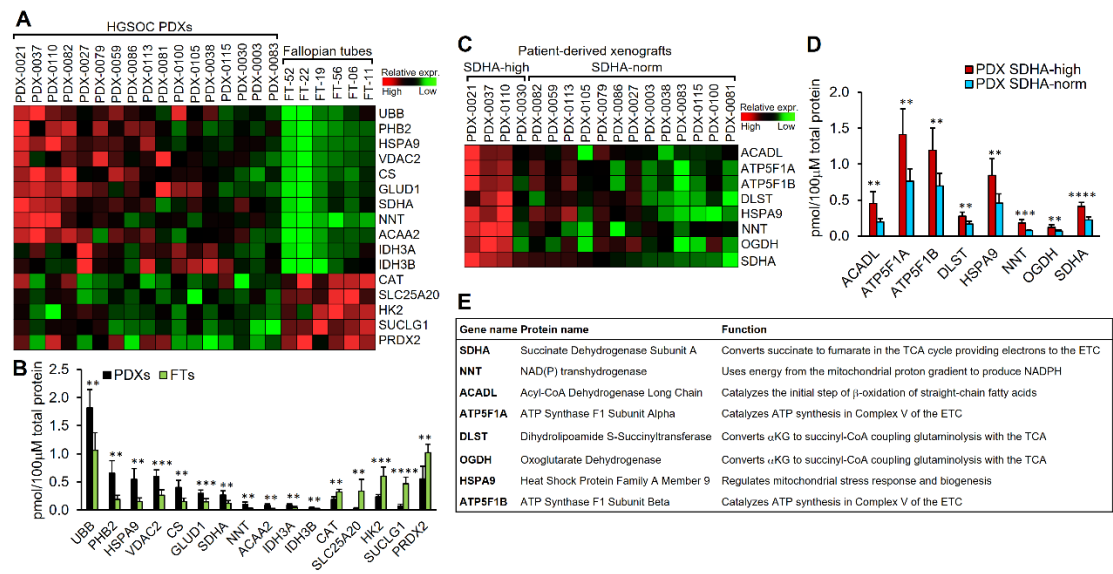 A
HGSOC PDXs
Fallopian tubes
PDX-0021
PDX-0037
PDX-0110
PDX-0082
PDX-0027
PDX-0079
PDX-0059
PDX-0086
PDX-0113
PDX-0081
PDX-0100
PDX-0105
PDX-0038
PDX-0115
PDX-0030
PDX-0003
PDX-0083
FT-52
FT-22
FT-19
FT-56
FT-06
FT-11
Relative expr.
High Low
UBB
PHB2
HSPA9
VDAC2
CS
GLUD1
SDHA
NNT
ACAA2
IDH3A
IDH3B
CAT
SLC25A20
HK2
SUCLG1
PRDX2
B
PDXs
FTs
pmol/100µM total protein
2.0
1.5
1.0
0.5
0.0
** ** ** *** ** *** ** ** ** ** ** ** ** *** **** **
UBB
PHB2
HSPA9
VDAC2
CS
GLUD1
SDHA
NNT
ACAA2
IDH3A
IDH3B
CAT
SLC25A20
HK2
SUCLG1
PRDX2
C
Patient-derived xenografts
SDHA-high SDHA-norm
PDX-0021
PDX-0037
PDX-0110
PDX-0030
PDX-0082
PDX-0059
PDX-0113
PDX-0105
PDX-0079
PDX-0086
PDX-0027
PDX-0003
PDX-0038
PDX-0083
PDX-0115
PDX-0100
PDX-0081
Relative expr.
High Low
ACADL
ATP5F1A
ATP5F1B
DLST
HSPA9
NNT
OGDH
SDHA
D
PDX SDHA-high
PDX SDHA-norm
pmol/100µM total protein
2.0
1.5
1.0
0.5
0.0
** ** ** ** ** *** ** ****
ACADL
ATP5F1A
ATP5F1B
DLST
HSPA9
NNT
OGDH
SDHA
E
Gene name Protein name Function
SDHA Succinate Dehydrogenase Subunit A Converts succinate to fumarate in the TCA cycle providing electrons to the ETC
NNT NAD(P) transhydrogenase Uses energy from the mitochondrial proton gradient to produce NADPH
ACADL Acyl-CoA Dehydrogenase Long Chain Catalyzes the initial step of β-oxidation of straight-chain fatty acids
ATP5F1A ATP Synthase F1 Subunit Alpha Catalyzes ATP synthesis in Complex V of the ETC
DLST Dihydrolipoamide S-Succinyltransferase Converts αKG to succinyl-CoA coupling glutaminolysis with the TCA
OGDH Oxoglutarate Dehydrogenase Converts αKG to succinyl-CoA coupling glutaminolysis with the TCA
HSPA9 Heat Shock Protein Family A Member 9 Regulates mitochondrial stress response and biogenesis
ATP5F1B ATP Synthase F1 Subunit Beta Catalyzes ATP synthesis in Complex V of the ETC